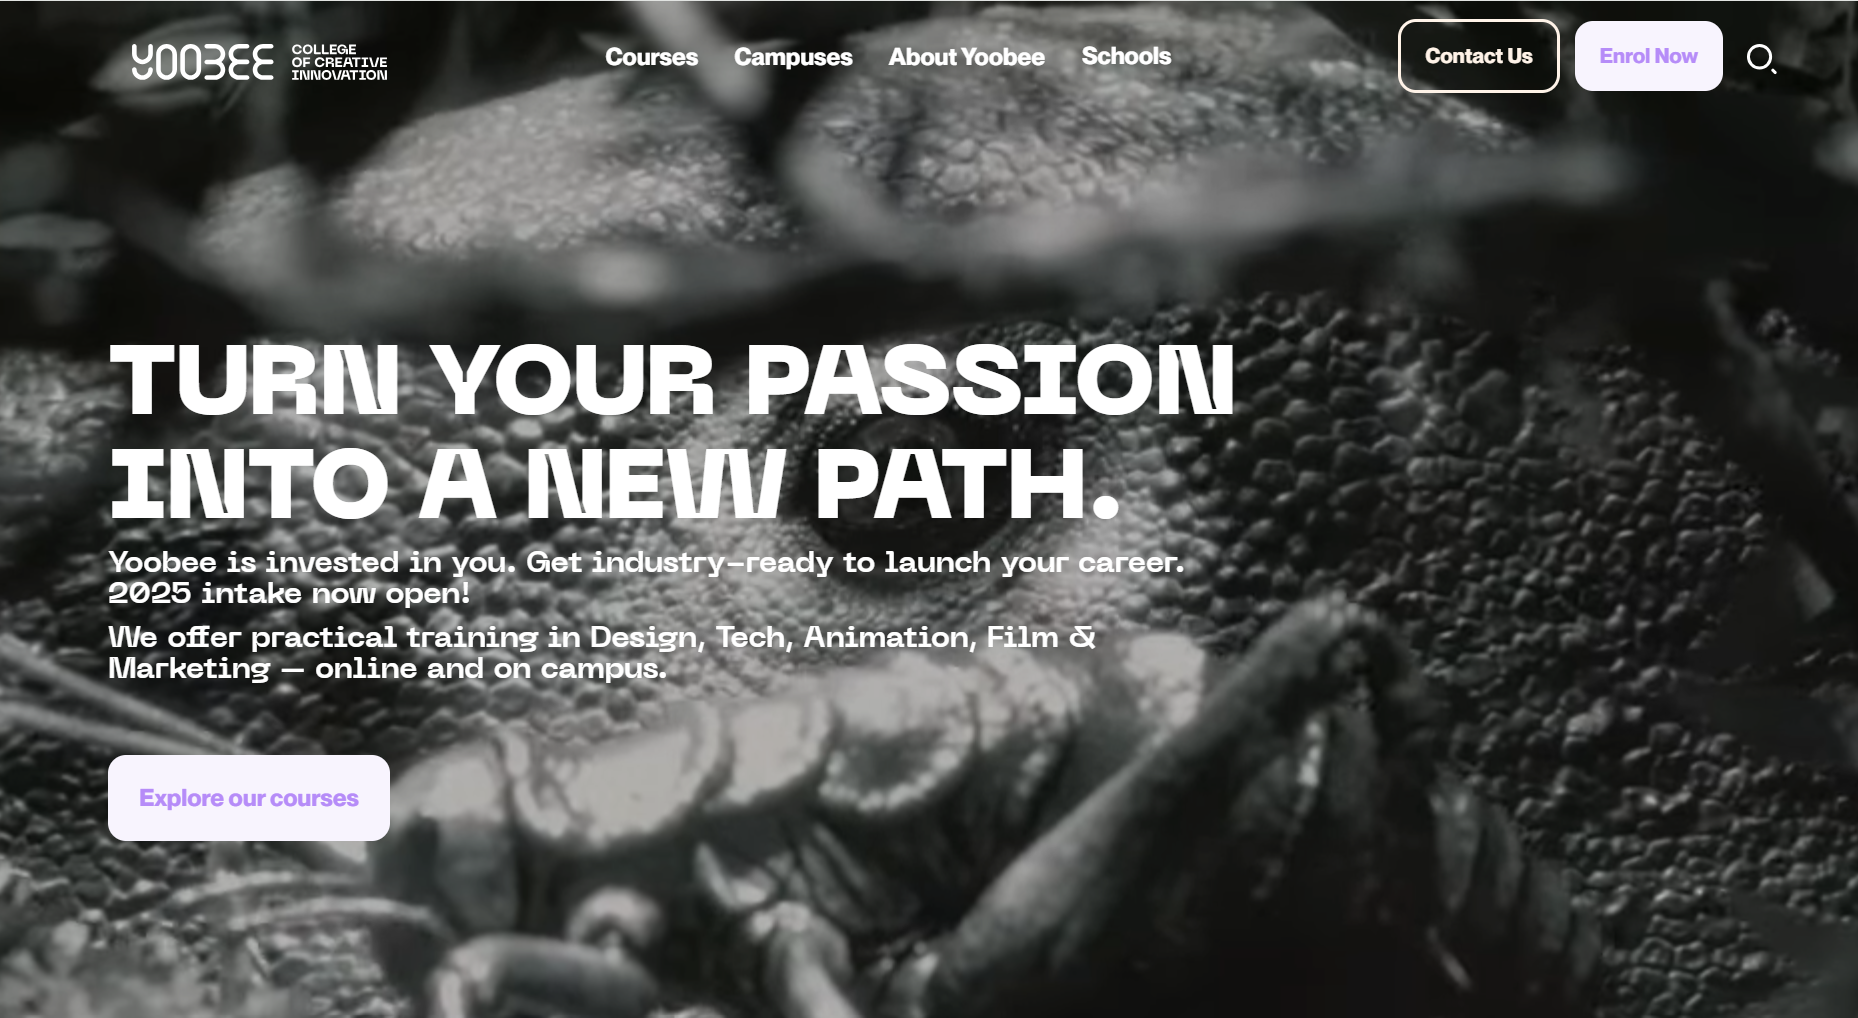 YOOBEE
COLLEGE
OF CREATIVE
INNOVATION
Courses
Campuses
About Yoobee
Schools
Contact Us
Enrol Now
TURN YOUR PASSION
INTO A NEW PATH.
Yoobee is invested in you. Get industry-ready to launch your career.
2025 intake now open!
We offer practical training in Design, Tech, Animation, Film &
Marketing — online and on campus.
Explore our courses